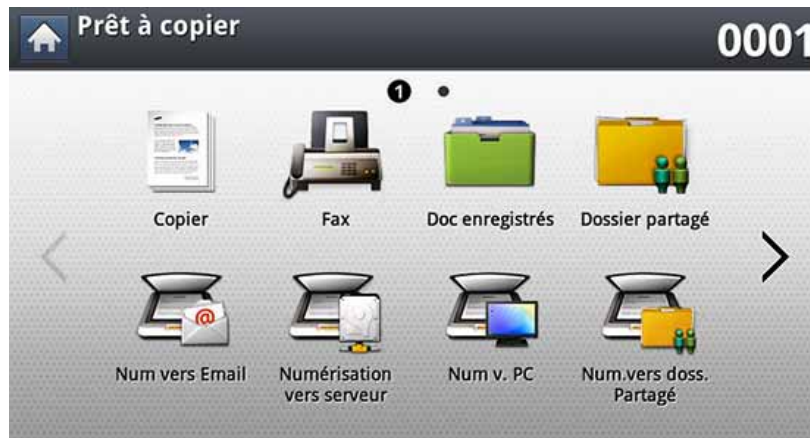 Prêt à copier
0001
1
Copier
Fax
Doc enregistrés
Dossier partagé
@
Num vers Email
Numérisation
vers serveur
Num v. PC
Num.vers doss.
Partagé